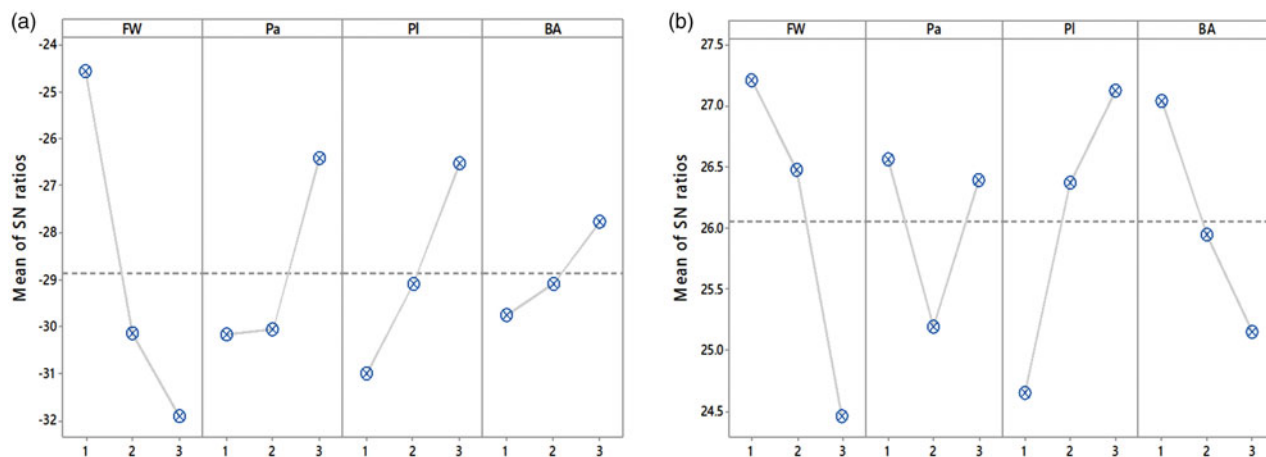 (a)
FW Pa Pl BA
Mean of SN ratios
-24
-25
-26
-27
-28
-29
-30
-31
-32
1 2 3 1 2 3 1 2 3 1 2 3
(b)
FW Pa Pl BA
Mean of SN ratios
27.5
27.0
26.5
26.0
25.5
25.0
24.5
1 2 3 1 2 3 1 2 3 1 2 3